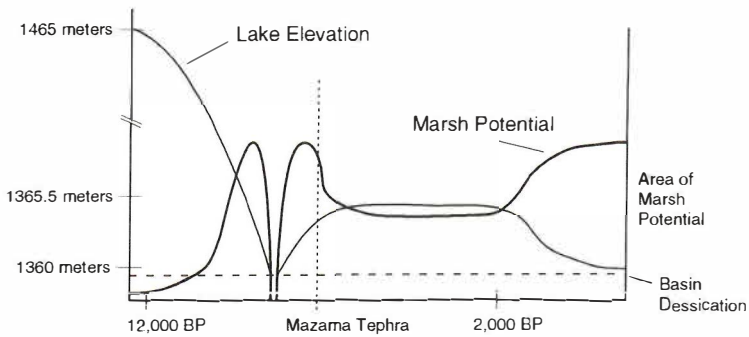 1465 meters
Lake Elevation
Marsh Potential
1365.5 meters
Area of
Marsh
Potential
1360 meters
Basin
Dessication
12,000 BP
Mazama Tephra
2,000 BP